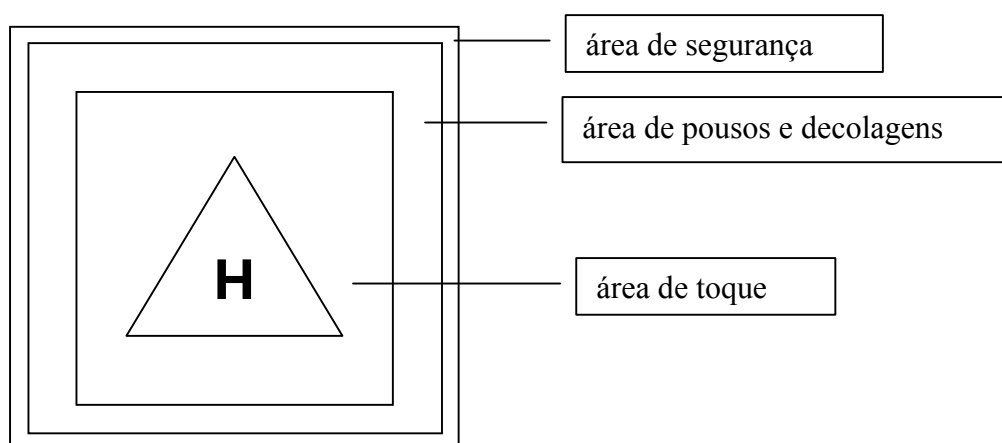 área de segurança
área de pousos e decolagens
H
área de toque